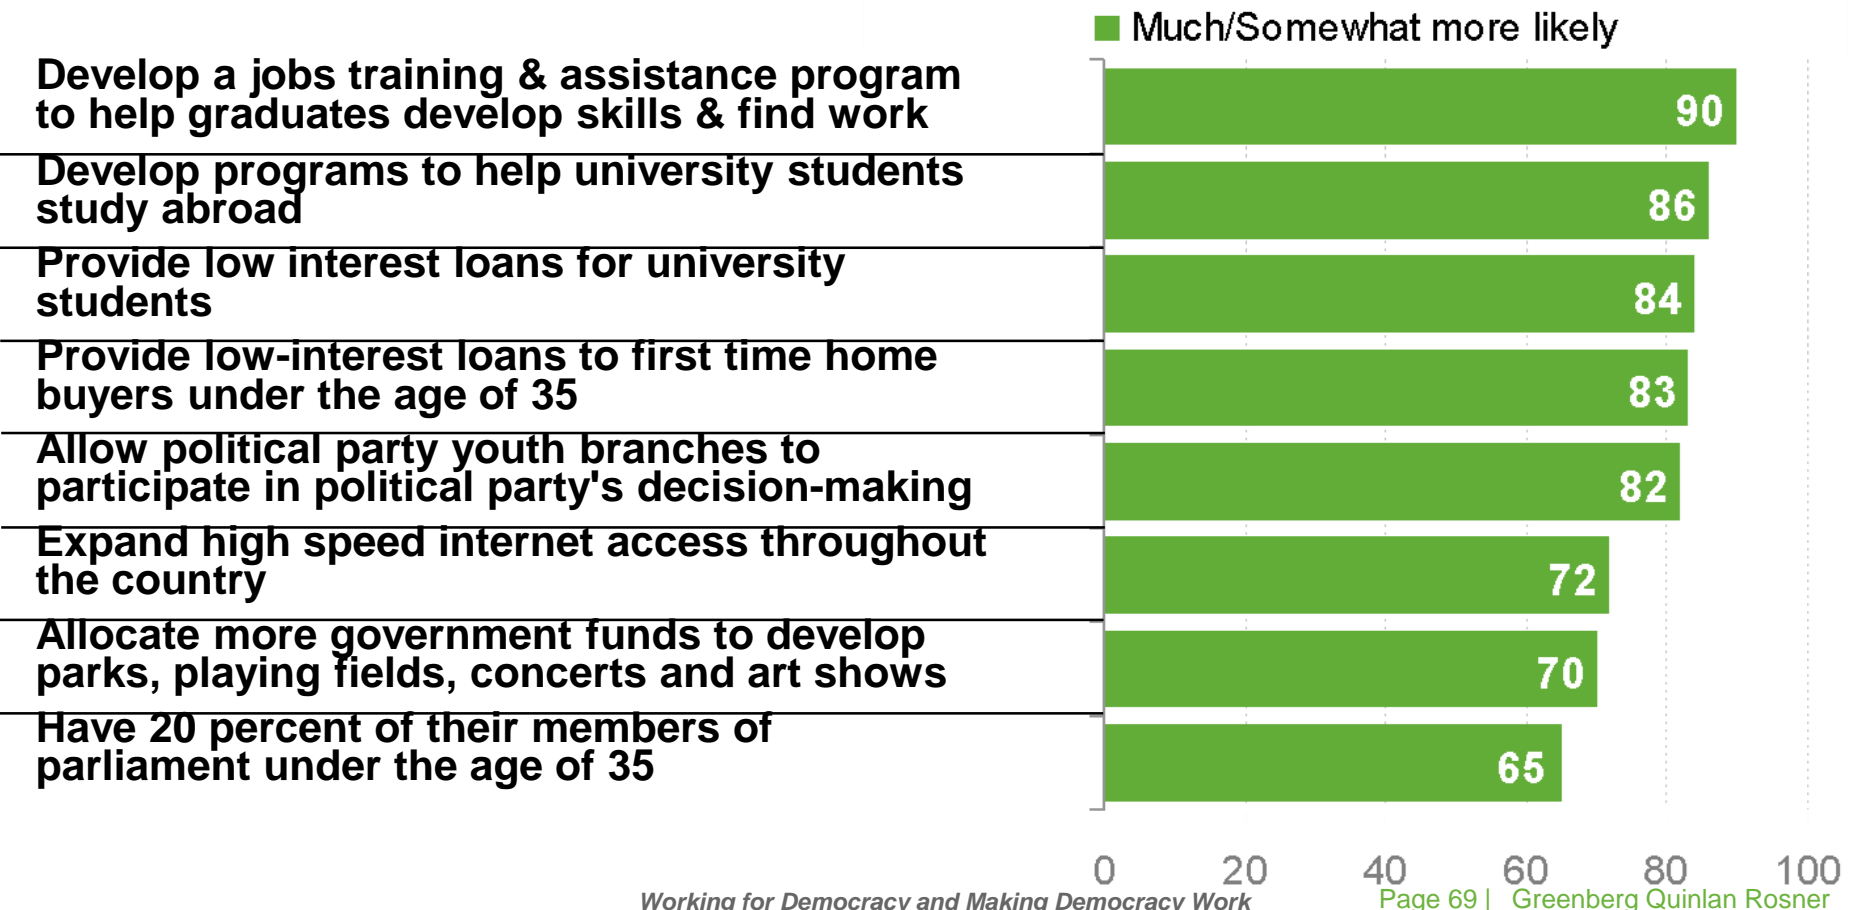 Much/Somewhat more likely
Develop a jobs training & assistance program
to help graduates develop skills & find work
90
Develop programs to help university students
study abroad
86
Provide low interest loans for university
students
84
Provide low-interest loans to first time home
buyers under the age of 35
83
Allow political party youth branches to
participate in political party's decision-making
82
Expand high speed internet access throughout
the country
72
Allocate more government funds to develop
parks, playing fields, concerts and art shows
70
Have 20 percent of their members of
parliament under the age of 35
65
0 20 40 60 80 100
Working for Democracy and Making Democracy Work
Page 69 | Greenberg Quinlan Rosner